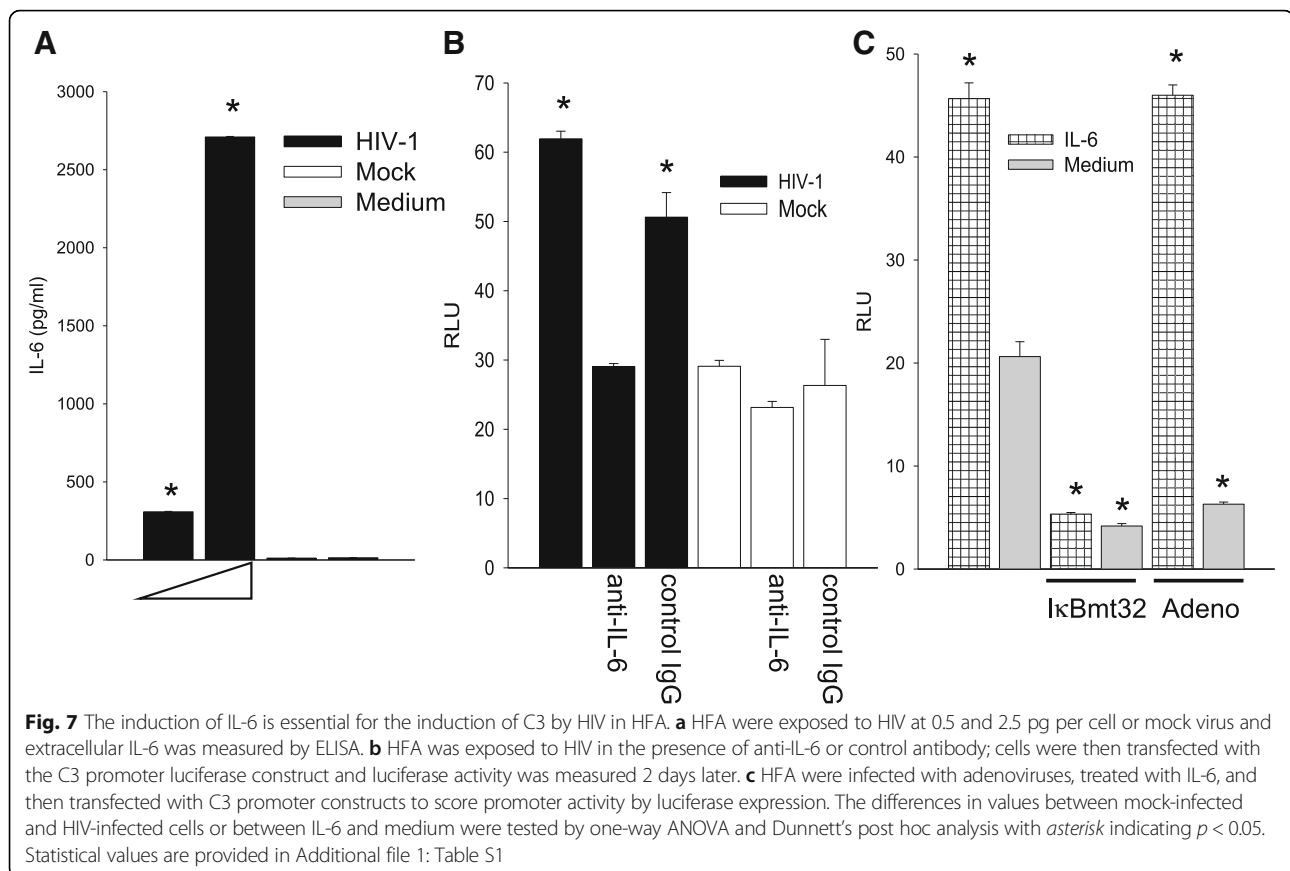 A
3000
2500
2000
1500
1000
500
0
IL-6 (pg/ml)
*
*
HIV-1
Mock
Medium
B
70
60
50
40
30
20
10
0
RLU
*
*
HIV-1
Mock
anti-IL-6
control IgG
anti-IL-6
control IgG
C
50
40
30
20
10
0
RLU
*
*
*
*
*
IL-6
Medium
IκBmt32
Adeno
Fig. 7 The induction of IL-6 is essential for the induction of C3 by HIV in HFA. a HFA were exposed to HIV at 0.5 and 2.5 pg per cell or mock virus and
extracellular IL-6 was measured by ELISA. b HFA was exposed to HIV in the presence of anti-IL-6 or control antibody; cells were then transfected with
the C3 promoter luciferase construct and luciferase activity was measured 2 days later. c HFA were infected with adenoviruses, treated with IL-6, and
then transfected with C3 promoter constructs to score promoter activity by luciferase expression. The differences in values between mock-infected
and HIV-infected cells or between IL-6 and medium were tested by one-way ANOVA and Dunnett's post hoc analysis with asterisk indicating p < 0.05.
Statistical values are provided in Additional file 1: Table S1